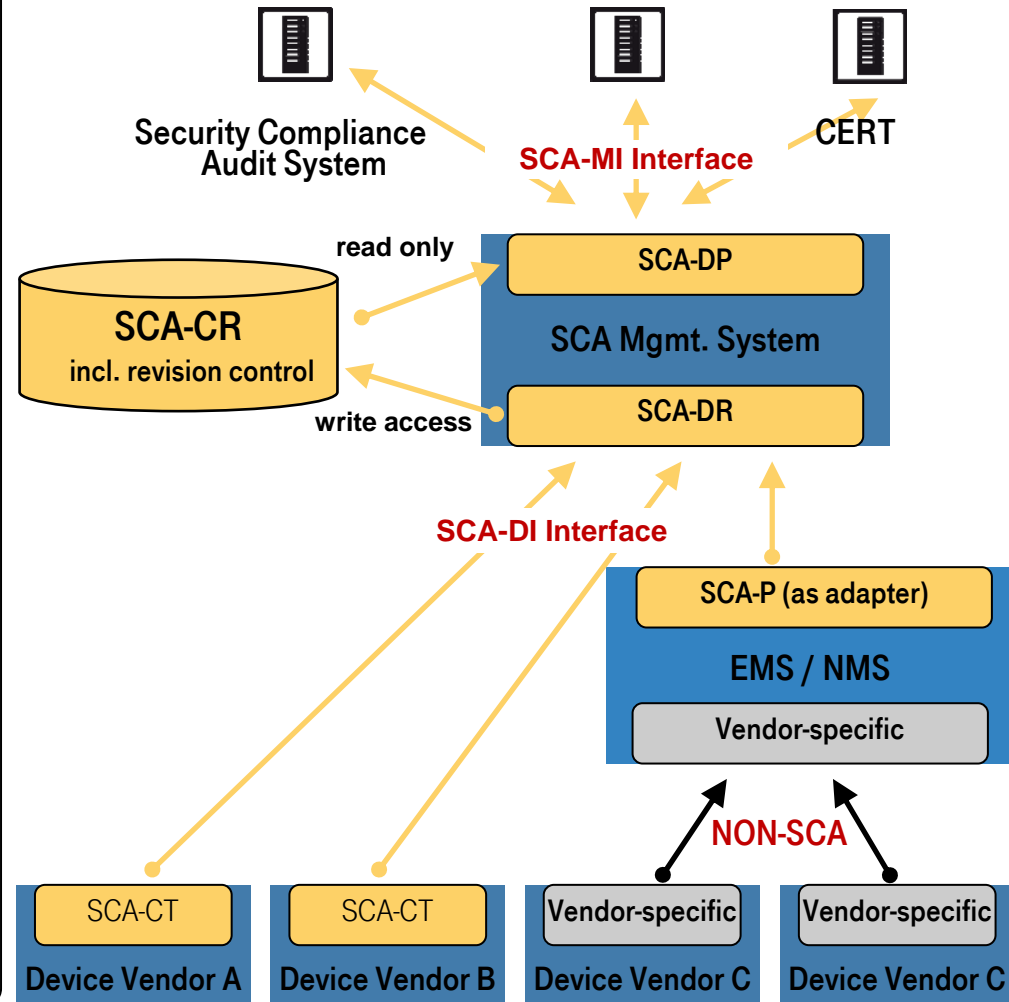 Security Compliance
Audit System
CERT
SCA-MI Interface
read only
SCA-DP
SCA-CR
incl. revision control
SCA Mgmt. System
write access
SCA-DR
SCA-DI Interface
SCA-P (as adapter)
EMS / NMS
Vendor-specific
NON-SCA
SCA-CT
SCA-CT
Vendor-specific
Vendor-specific
Device Vendor A
Device Vendor B
Device Vendor C
Device Vendor C